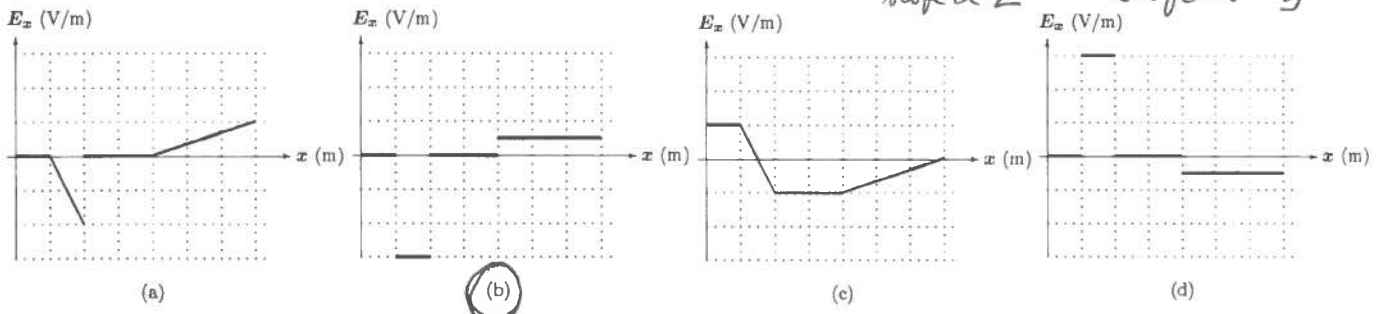 E_x (V/m) E_x (V/m) E_x (V/m) E_x (V/m)
x (m) x (m) x (m) x (m)
(a) (b) (c) (d)